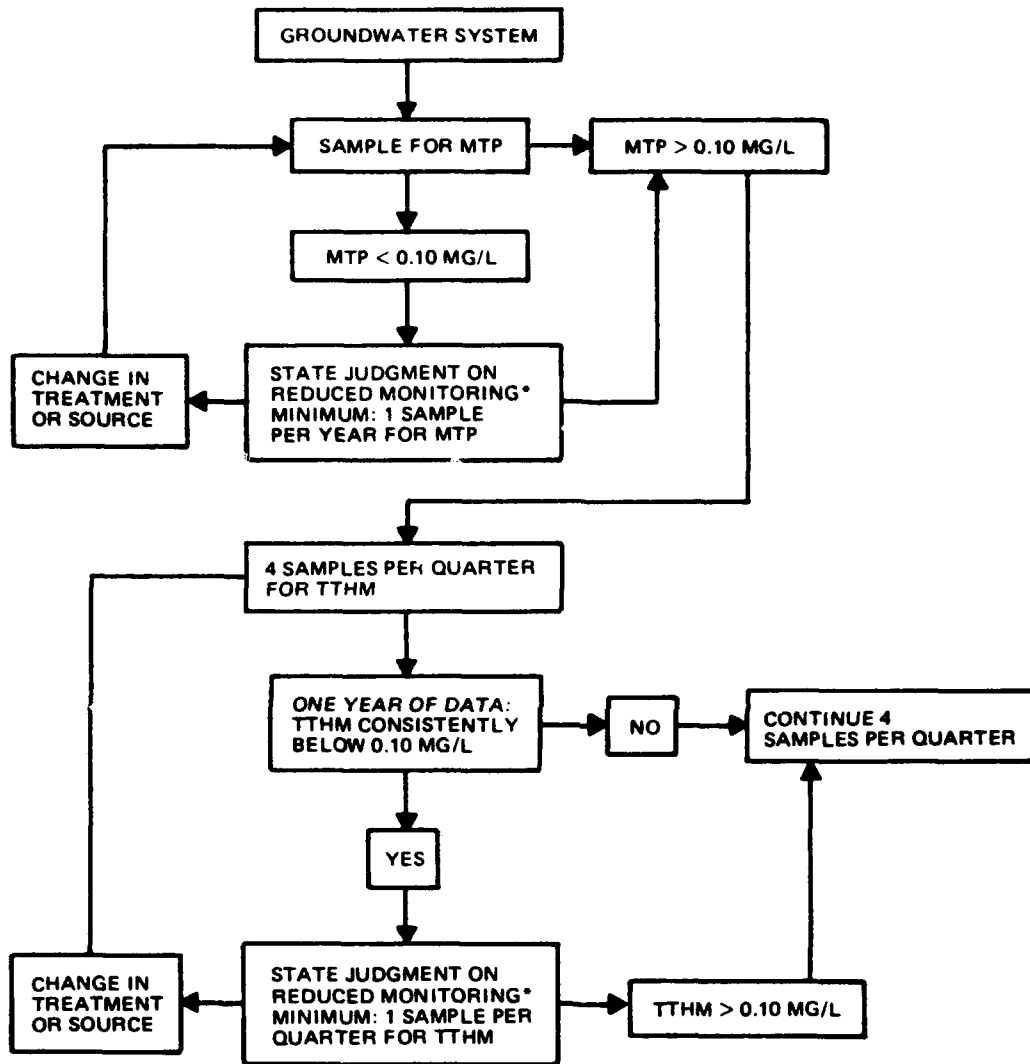 GROUNDWATER SYSTEM
SAMPLE FOR MTP
MTP > 0.10 MG/L
MTP < 0.10 MG/L
CHANGE IN
TREATMENT
OR SOURCE
STATE JUDGMENT ON
REDUCED MONITORING*
MINIMUM: 1 SAMPLE
PER YEAR FOR MTP
4 SAMPLES PER QUARTER
FOR TTHM
ONE YEAR OF DATA:
TTHM CONSISTENTLY
BELOW 0.10 MG/L
NO
CONTINUE 4
SAMPLES PER QUARTER
YES
CHANGE IN
TREATMENT
OR SOURCE
STATE JUDGMENT ON
REDUCED MONITORING*
MINIMUM: 1 SAMPLE PER
QUARTER FOR TTHM
TTHM > 0.10 MG/L